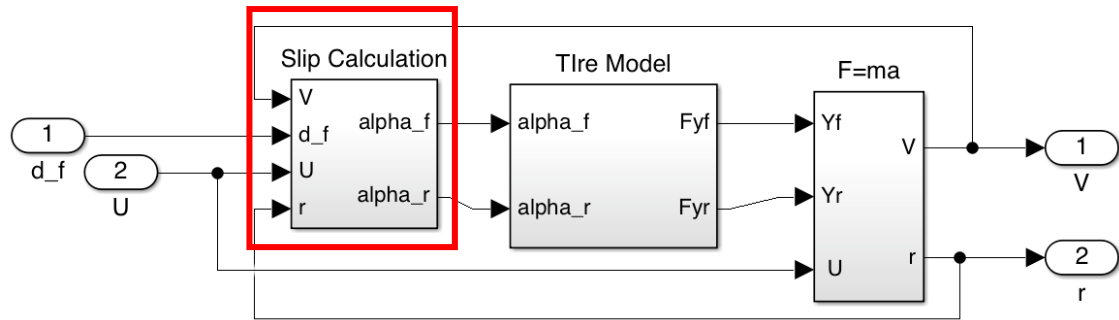 Slip Calculation
TIre Model
F=ma
V
d_f
U
r
alpha_f
alpha_r
alpha_f
alpha_r
Fyf
Fyr
Yf
Yr
U
V
r
1
d_f
2
U
1
V
2
r